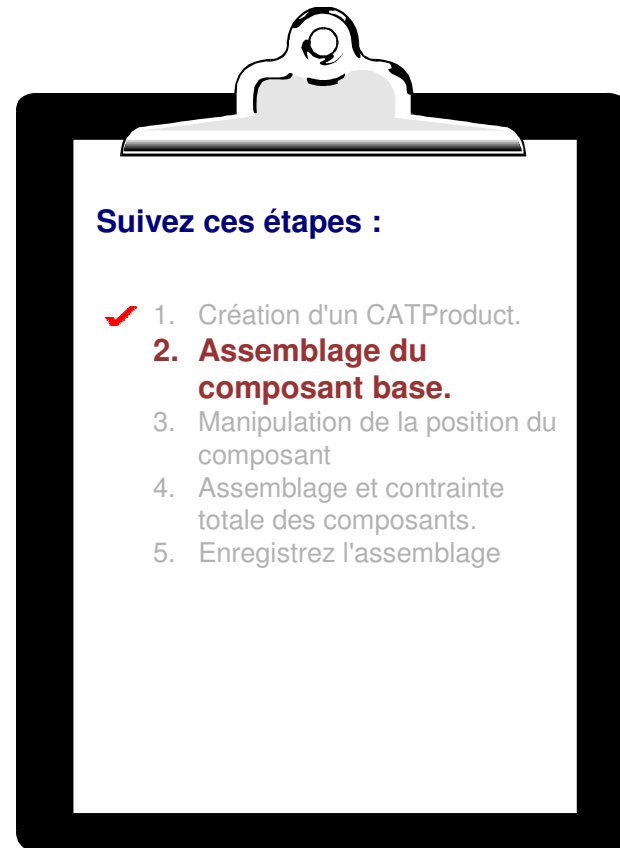 Suivez ces étapes :
1. Création d'un CATProduct.
2. Assemblage du
composant base.
3. Manipulation de la position du
composant
4. Assemblage et contrainte
totale des composants.
5. Enregistrez l'assemblage